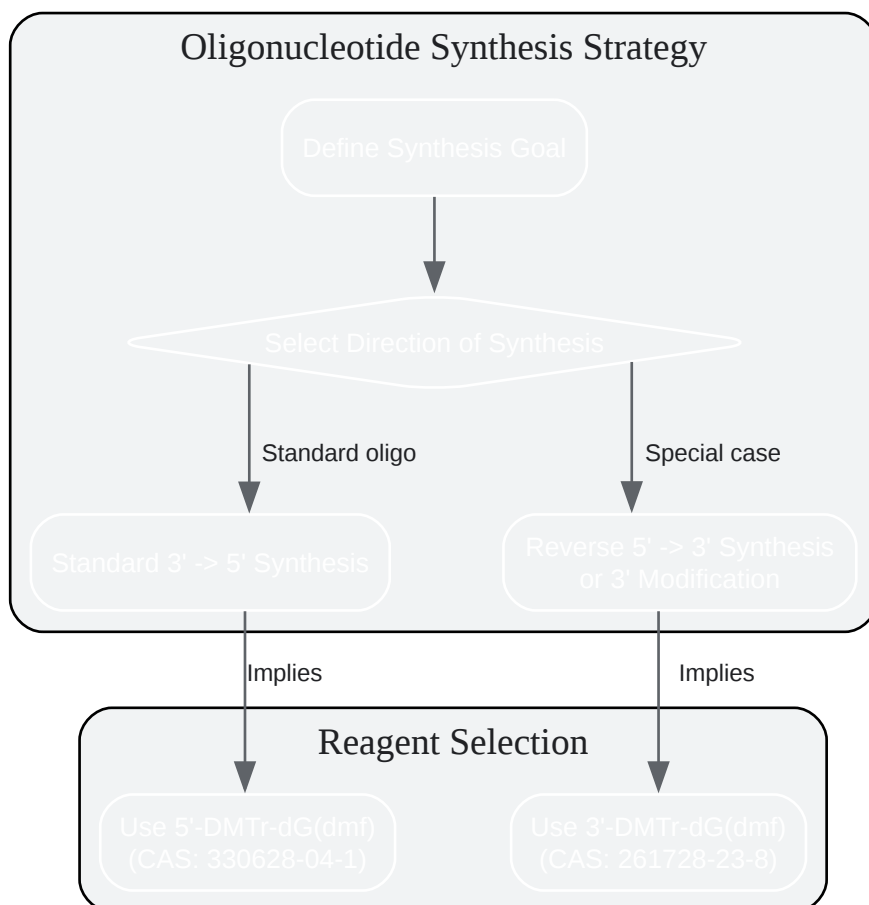 Oligonucleotide Synthesis Strategy
Define Synthesis Goal
Select Direction of Synthesis
Standard oligo
Special case
Standard 3' -> 5' Synthesis
Reverse 5' -> 3' Synthesis
or 3' Modification
Implies
Implies
Reagent Selection
Use 5'-DMTr-dG(dmf)
(CAS: 330628-04-1)
Use 3'-DMTr-dG(dmf)
(CAS: 261728-23-8)